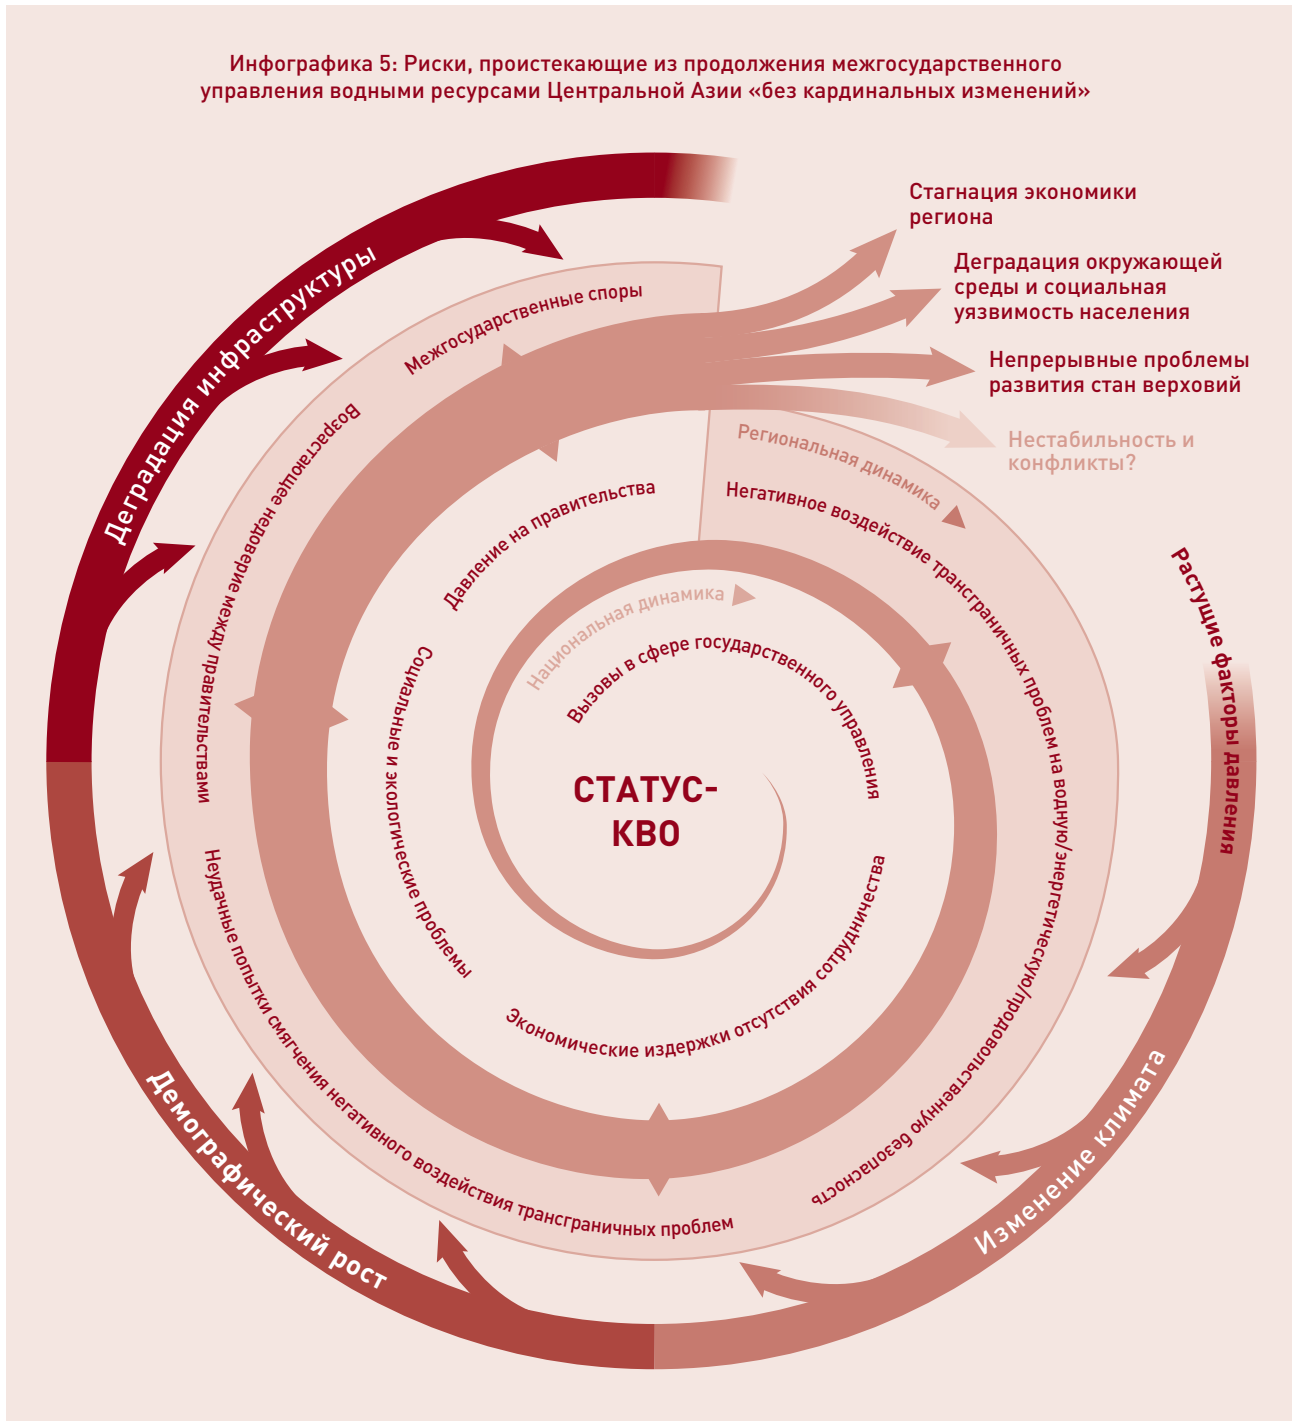 Инфографика 5: Риски, проистекающие из продолжения межгосударственного
управления водными ресурсами Центральной Азии «без кардинальных изменений»
Стагнация экономики
региона
Деградация окружающей
среды и социальная
уязвимость населения
Непрерывные проблемы
развития стан верховий
Нестабильность и
конфликты?
Растущие факторы давления
Изменение климата
Демографический рост
Деградация инфраструктуры
Региональная динамика
Негативное воздействие трансграничных проблем на водную/энергетическую/продовольственную безопасность
Неудачные попытки смягчения негативного воздействия трансграничных проблем
Возрастающее недоверие между правительствами
Межгосударственные споры
Национальная динамика
Вызовы в сфере государственного управления
Экономические издержки отсутствия сотрудничества
Социальные и экологические проблемы
Давление на правительства
СТАТУС-
КВО